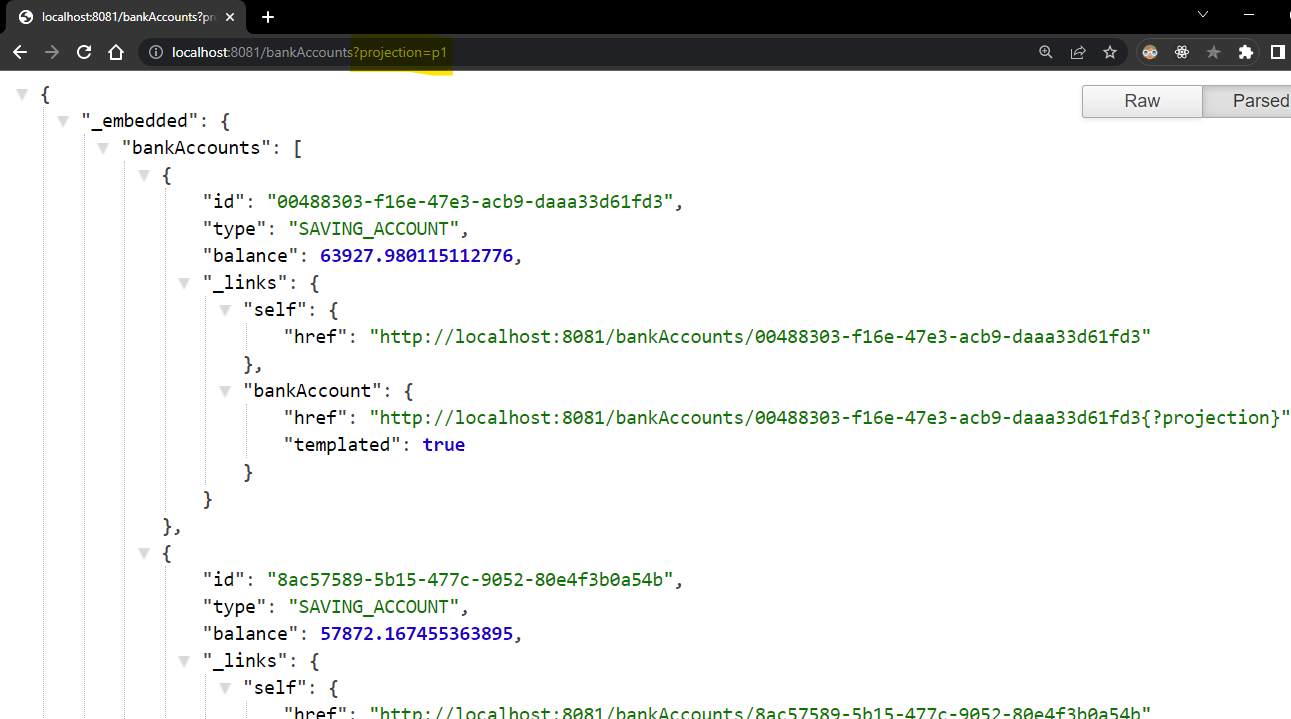 localhost:8081/bankAccounts?pro
localhost:8081/bankAccounts?projection=p1
Raw
Parsed
{
"_embedded": {
"bankAccounts": [
{
"id": "00488303-f16e-47e3-acb9-daaa33d61fd3",
"type": "SAVING_ACCOUNT",
"balance": 63927.980115112776,
"_links": {
"self": {
"href": "http://localhost:8081/bankAccounts/00488303-f16e-47e3-acb9-daaa33d61fd3"
},
"bankAccount": {
"href": "http://localhost:8081/bankAccounts/00488303-f16e-47e3-acb9-daaa33d61fd3{?projection}"
"templated": true
}
}
},
{
"id": "8ac57589-5b15-477c-9052-80e4f3b0a54b",
"type": "SAVING_ACCOUNT",
"balance": 57872.167455363895,
"_links": {
"self": {
"href": "http://localhost:8081/bankAccounts/8ac57589-5b15-477c-9052-80e4f3b0a54b"